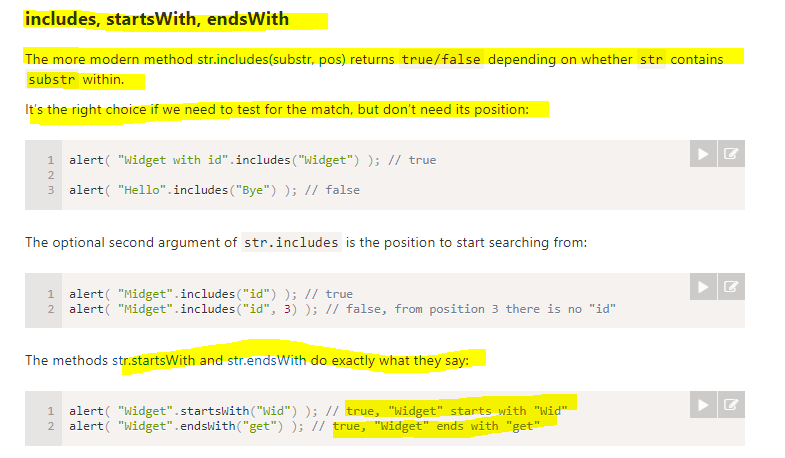 includes, startsWith, endsWith
The more modern method str.includes(substr, pos) returns true/false depending on whether str contains
substr within.
It's the right choice if we need to test for the match, but don't need its position:
1 alert( "Widget with id".includes("Widget") ); // true
2
3 alert( "Hello".includes("Bye") ); // false
The optional second argument of str.includes is the position to start searching from:
1 alert( "Midget".includes("id") ); // true
2 alert( "Midget".includes("id", 3) ); // false, from position 3 there is no "id"
The methods str.startsWith and str.endsWith do exactly what they say:
1 alert( "Widget".startsWith("Wid") ); // true, "Widget" starts with "Wid"
2 alert( "Widget".endsWith("get") ); // true, "Widget" ends with "get"